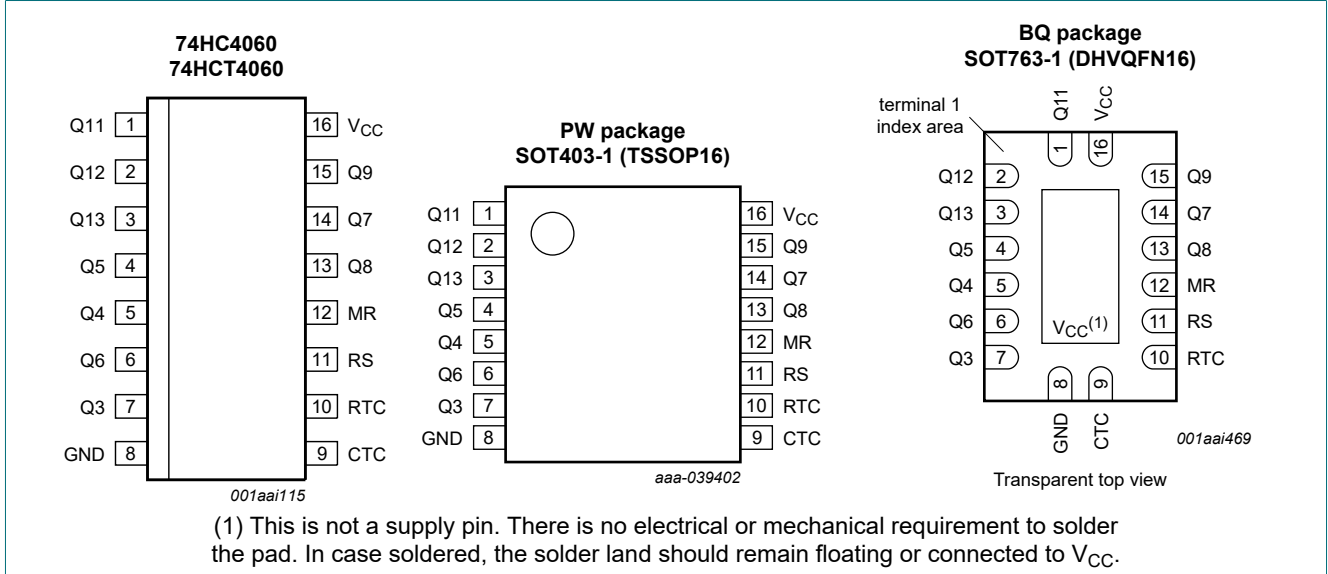 74HC4060
74HCT4060
Q11 1
Q12 2
Q13 3
Q5 4
Q4 5
Q6 6
Q3 7
GND 8
16 VCC
15 Q9
14 Q7
13 Q8
12 MR
11 RS
10 RTC
9 CTC
001aai115
PW package
SOT403-1 (TSSOP16)
Q11 1
Q12 2
Q13 3
Q5 4
Q4 5
Q6 6
Q3 7
GND 8
16 VCC
15 Q9
14 Q7
13 Q8
12 MR
11 RS
10 RTC
9 CTC
aaa-039402
BQ package
SOT763-1 (DHVQFN16)
terminal 1
index area
Q11
VCC
1
16
Q12 2
Q13 3
Q5 4
Q4 5
Q6 6
Q3 7
15 Q9
14 Q7
13 Q8
12 MR
11 RS
10 RTC
VCC(1)
8
9
GND
CTC
001aai469
Transparent top view
(1) This is not a supply pin. There is no electrical or mechanical requirement to solder
the pad. In case soldered, the solder land should remain floating or connected to VCC.